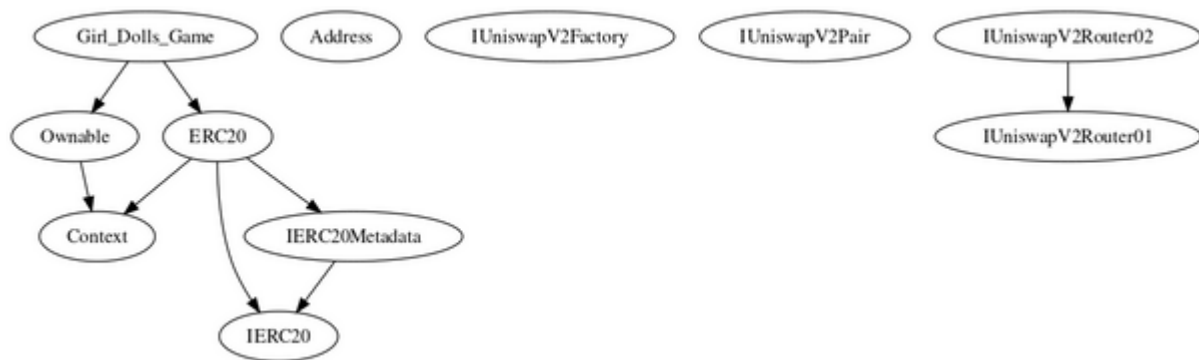 Girl_Dolls_Game
Address
IUniswapV2Factory
IUniswapV2Pair
IUniswapV2Router02
Ownable
ERC20
IUniswapV2Router01
Context
IERC20Metadata
IERC20